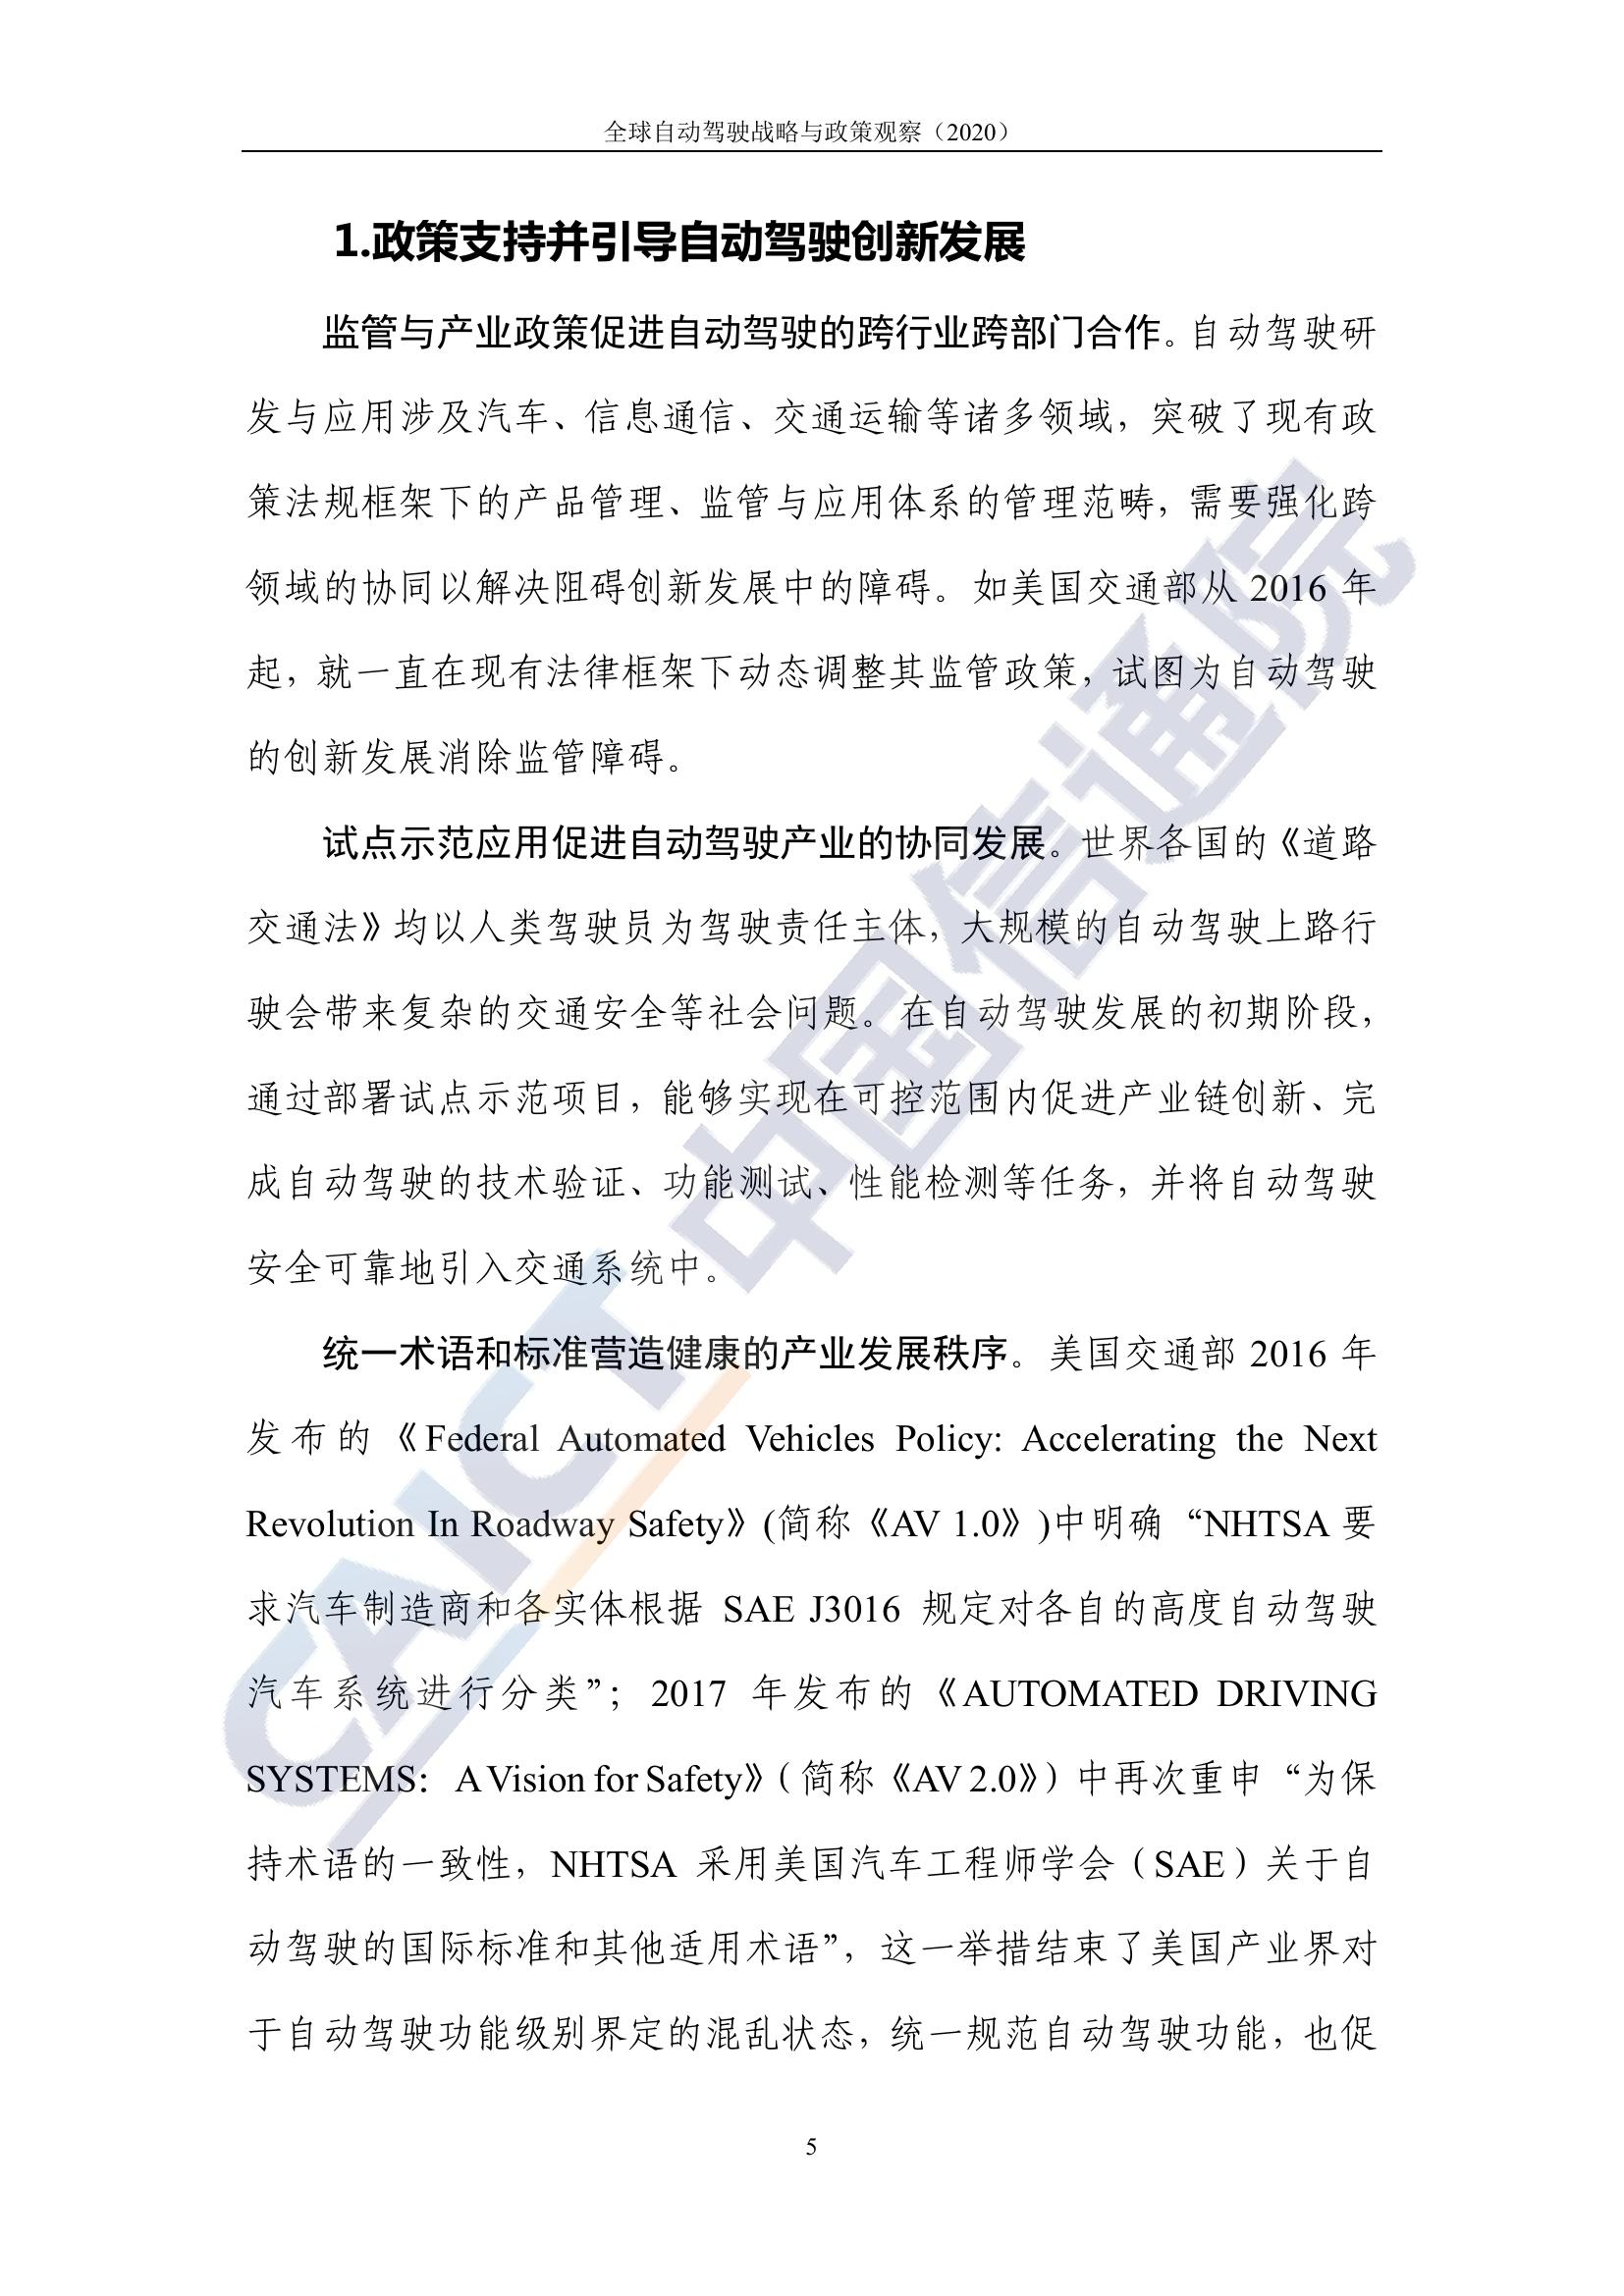 全球自动驾驶战略与政策观察（2020）
1.政策支持并引导自动驾驶创新发展
监管与产业政策促进自动驾驶的跨行业跨部门合作。自动驾驶研
发与应用涉及汽车、信息通信、交通运输等诸多领域，突破了现有政
策法规框架下的产品管理、监管与应用体系的管理范畴，需要强化跨
领域的协同以解决阻碍创新发展中的障碍。如美国交通部从 2016 年
起，就一直在现有法律框架下动态调整其监管政策，试图为自动驾驶
的创新发展消除监管障碍。
试点示范应用促进自动驾驶产业的协同发展。世界各国的《道路
交通法》均以人类驾驶员为驾驶责任主体，大规模的自动驾驶上路行
驶会带来复杂的交通安全等社会问题。在自动驾驶发展的初期阶段，
通过部署试点示范项目，能够实现在可控范围内促进产业链创新、完
成自动驾驶的技术验证、功能测试、性能检测等任务，并将自动驾驶
安全可靠地引入交通系统中。
统一术语和标准营造健康的产业发展秩序。美国交通部 2016 年
发布的《Federal Automated Vehicles Policy: Accelerating the Next
Revolution In Roadway Safety》(简称《AV 1.0》)中明确“NHTSA 要
求汽车制造商和各实体根据 SAE J3016 规定对各自的高度自动驾驶
汽车系统进行分类”；2017 年发布的《AUTOMATED DRIVING
SYSTEMS: A Vision for Safety》（简称《AV 2.0》）中再次重申“为保
持术语的一致性，NHTSA 采用美国汽车工程师学会（SAE）关于自
动驾驶的国际标准和其他适用术语”，这一举措结束了美国产业界对
于自动驾驶功能级别界定的混乱状态，统一规范自动驾驶功能，也促
5
CAICT 中国信通院